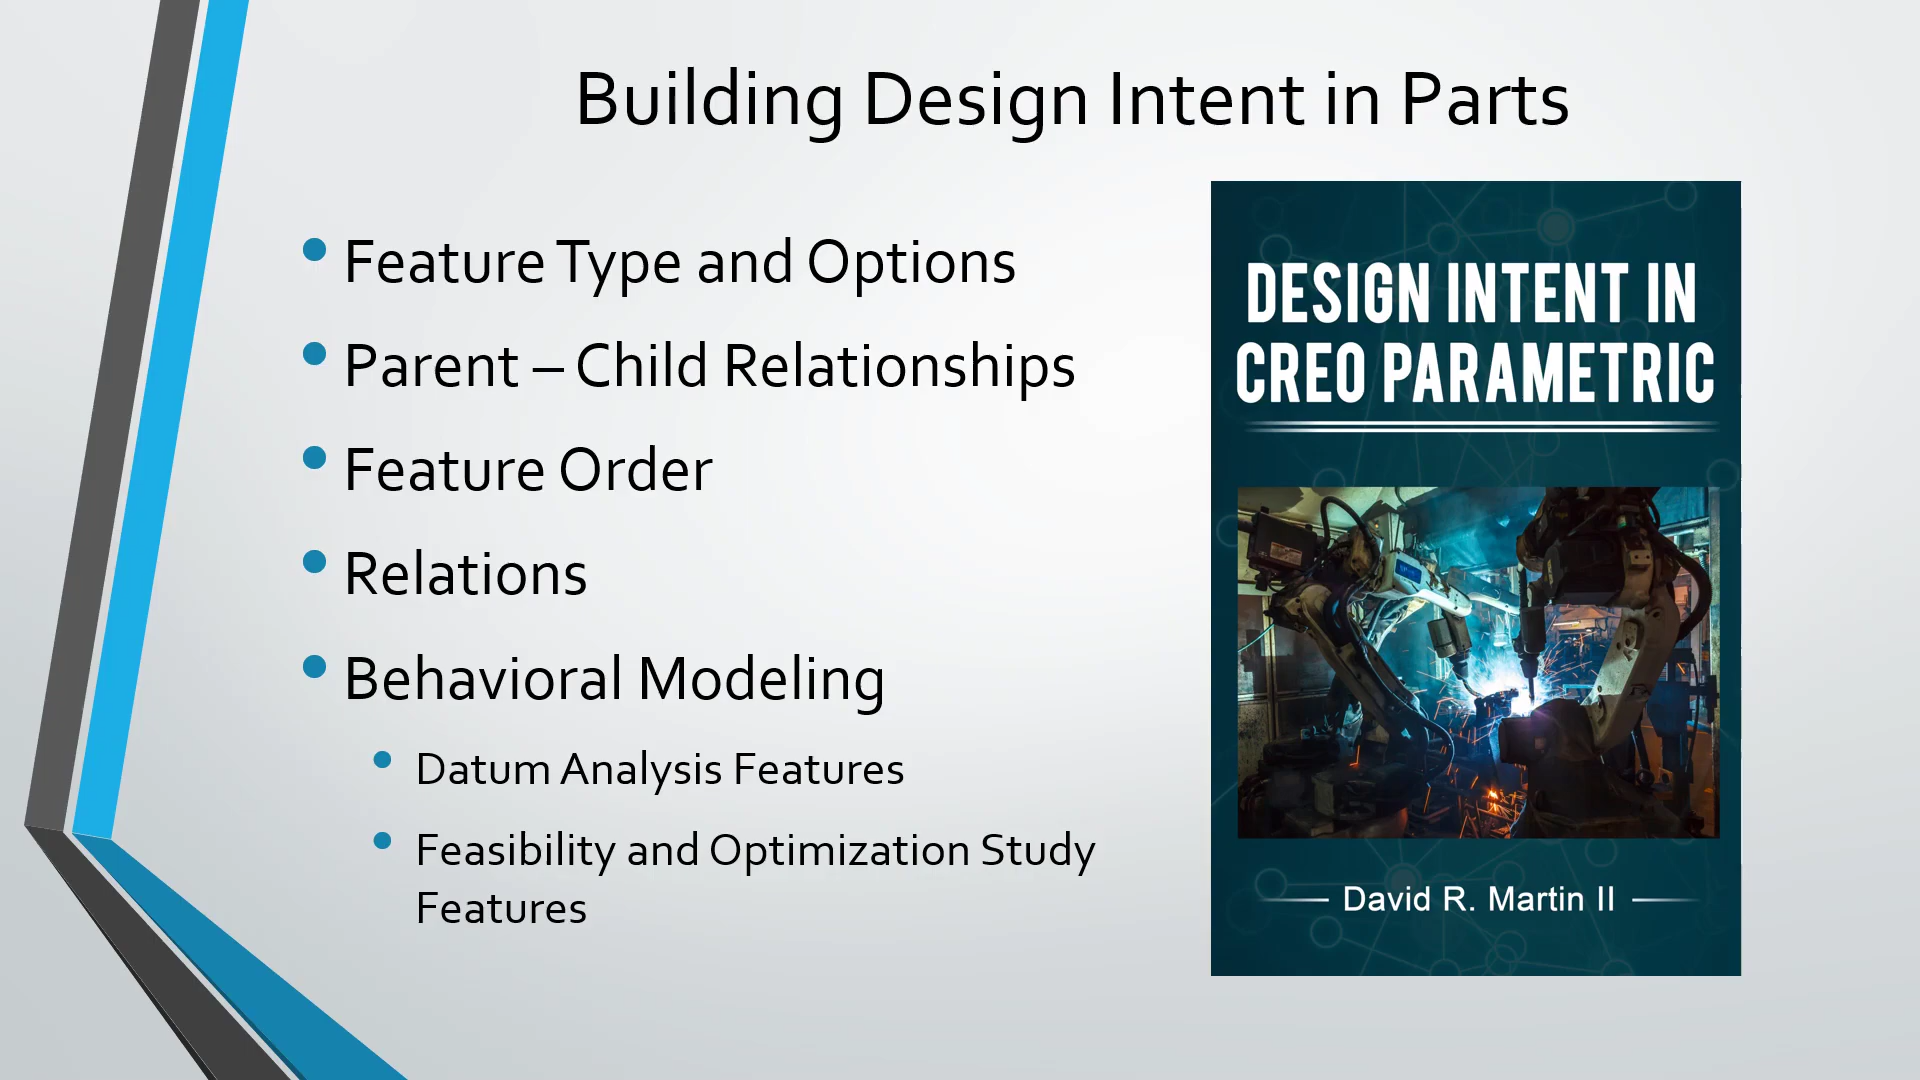 Building Design Intent in Parts
Feature Type and Options
Parent – Child Relationships
Feature Order
Relations
Behavioral Modeling
Datum Analysis Features
Feasibility and Optimization Study
Features
DESIGN INTENT IN
CREO PARAMETRIC
David R. Martin II